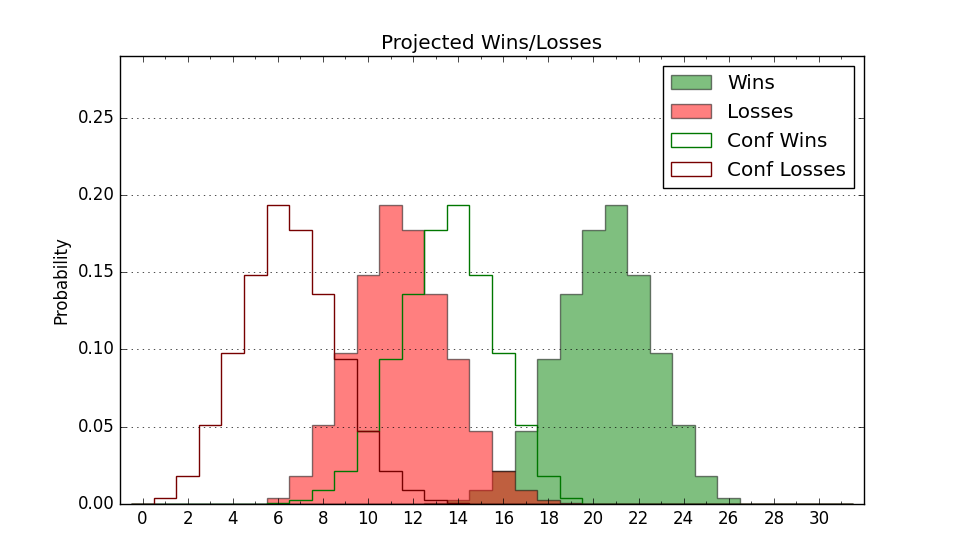 Projected Wins/Losses
Wins
Losses
Conf Wins
Conf Losses
Probability
0.25
0.20
0.15
0.10
0.05
0.00
0 2 4 6 8 10 12 14 16 18 20 22 24 26 28 30